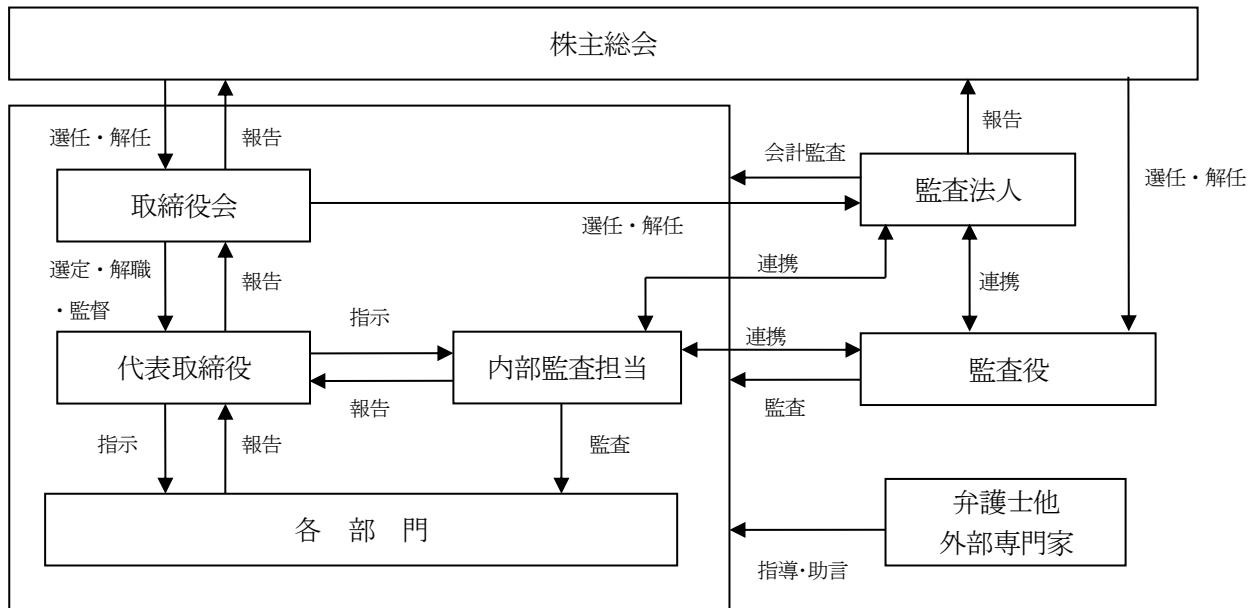 株主総会
選任・解任
報告
報告
会計監査
監査法人
選任・解任
取締役会
選任・解任
選定・解職
・監督
報告
連携
連携
指示
連携
代表取締役
内部監査担当
監査役
報告
監査
指示
報告
監査
各 部 門
弁護士他
外部専門家
指導・助言